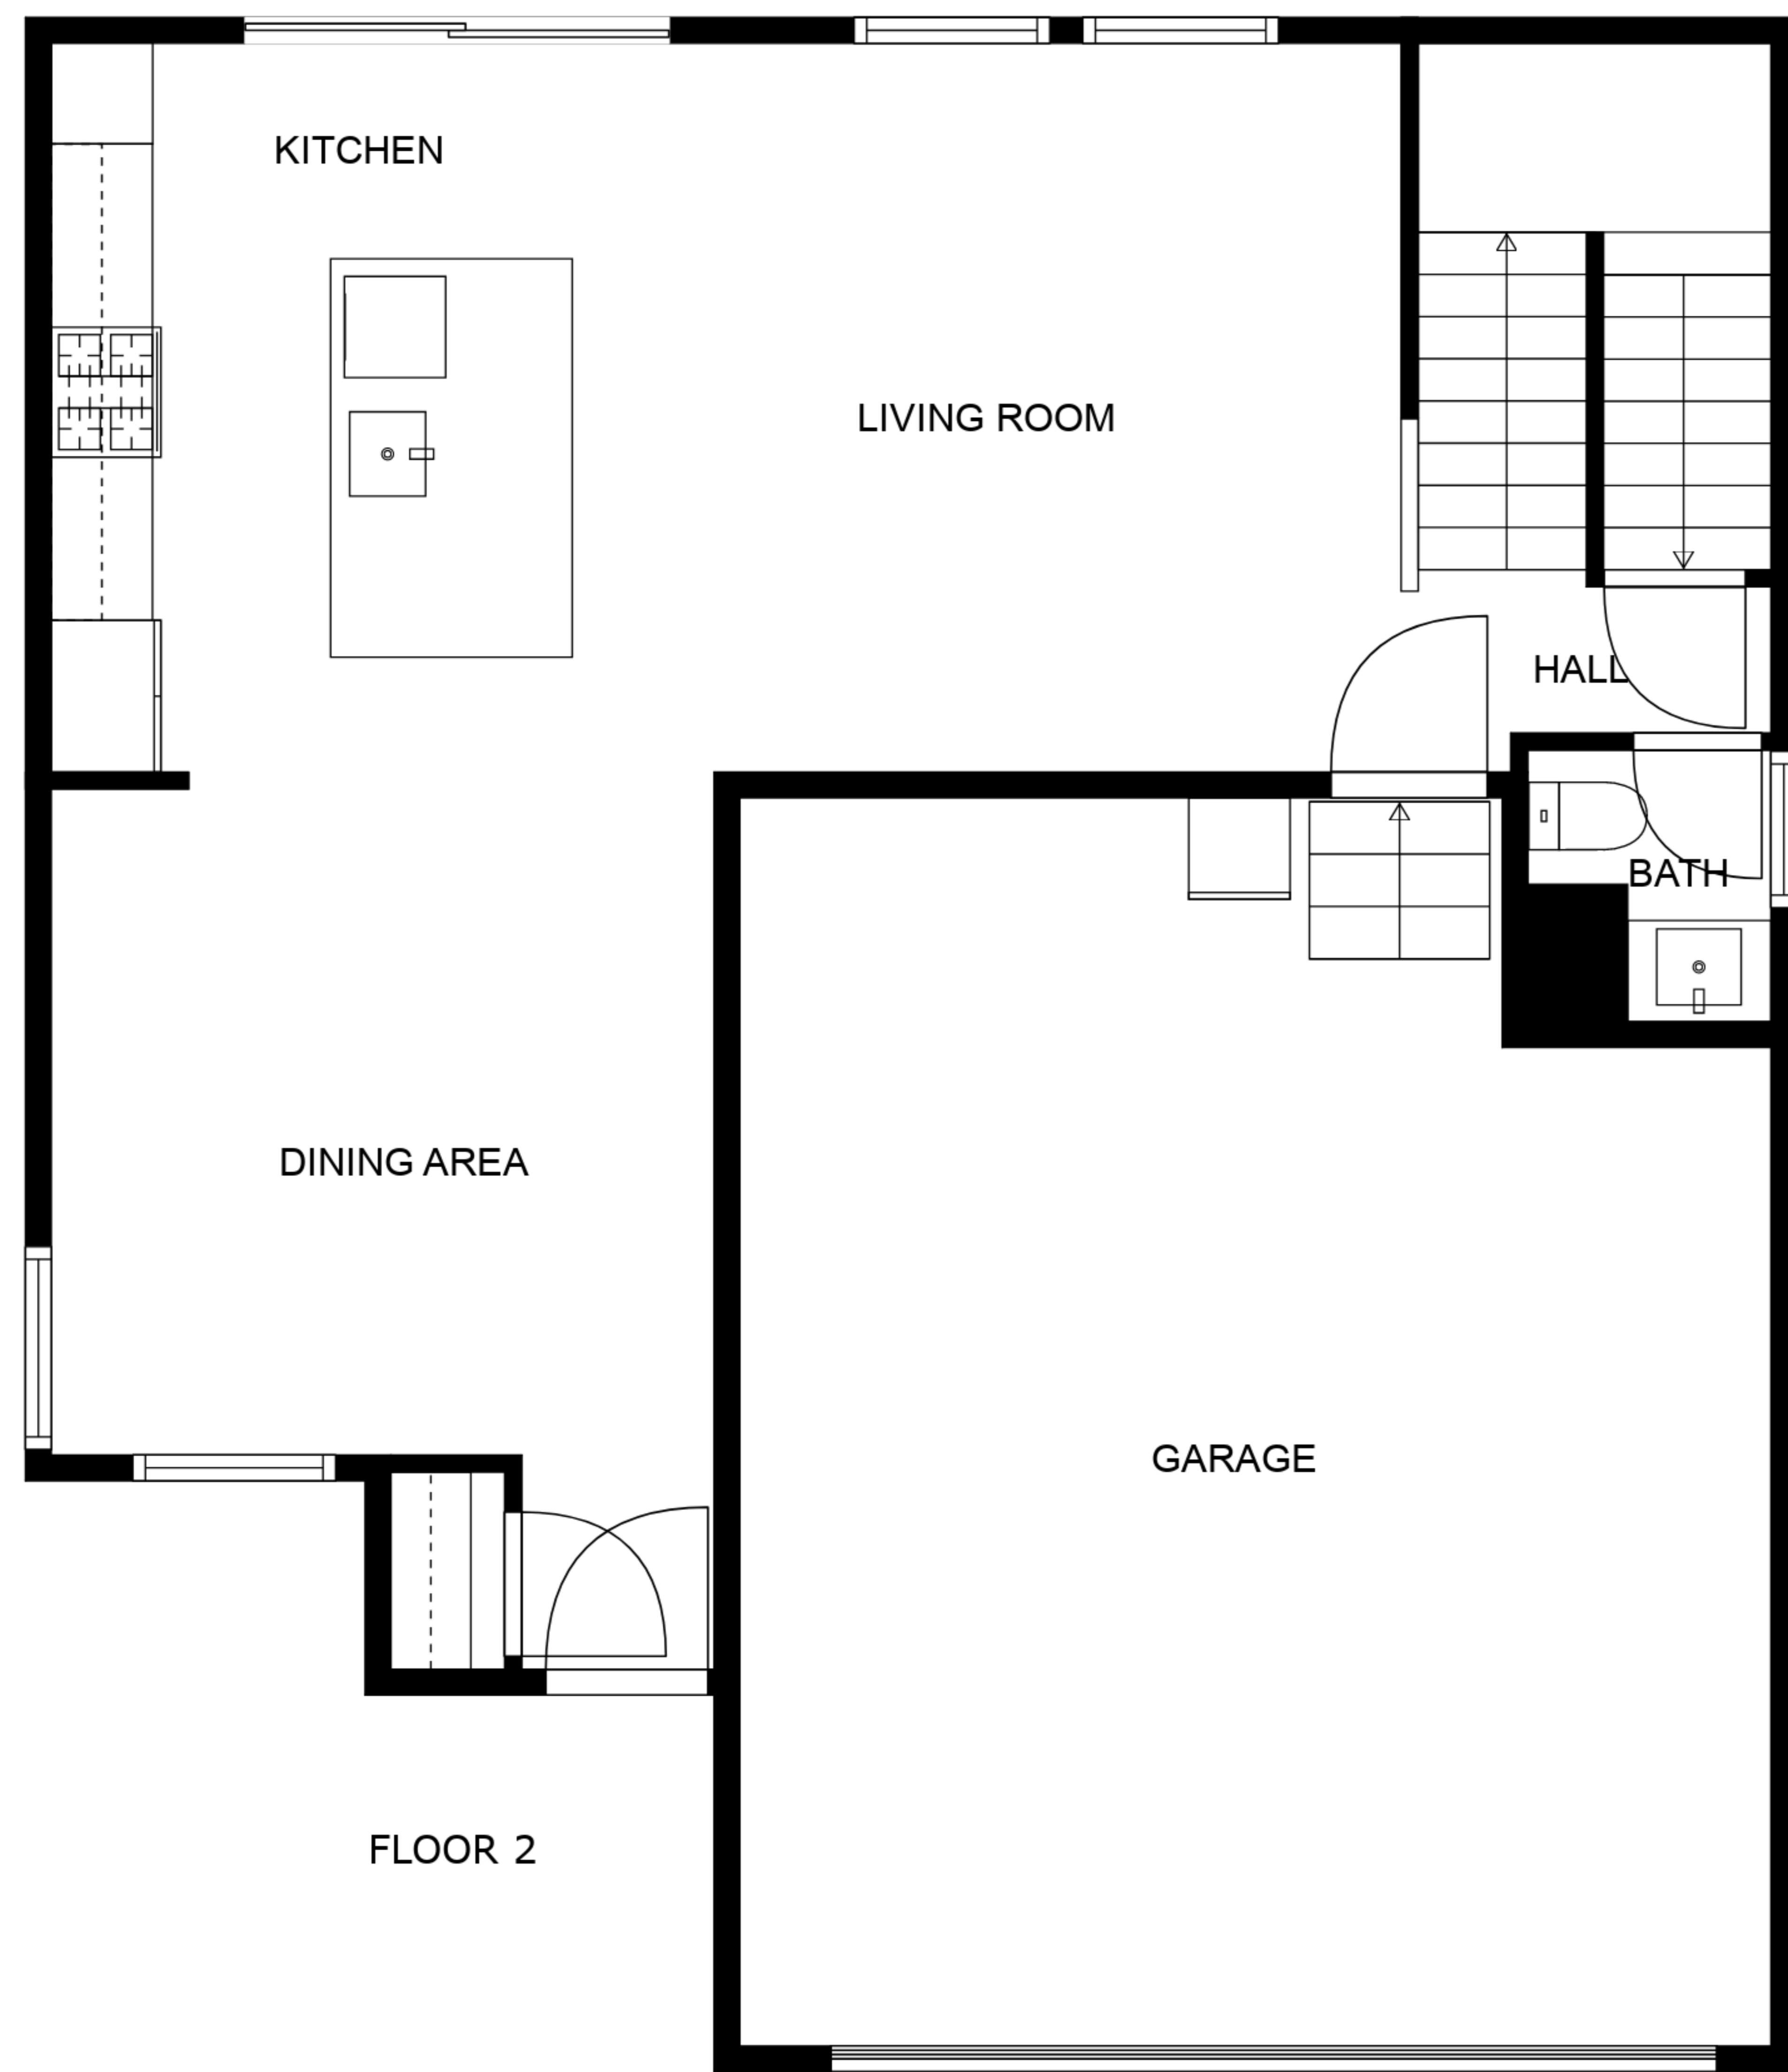 KITCHEN
LIVING ROOM
HALL
BATH
DINING AREA
GARAGE
FLOOR 2